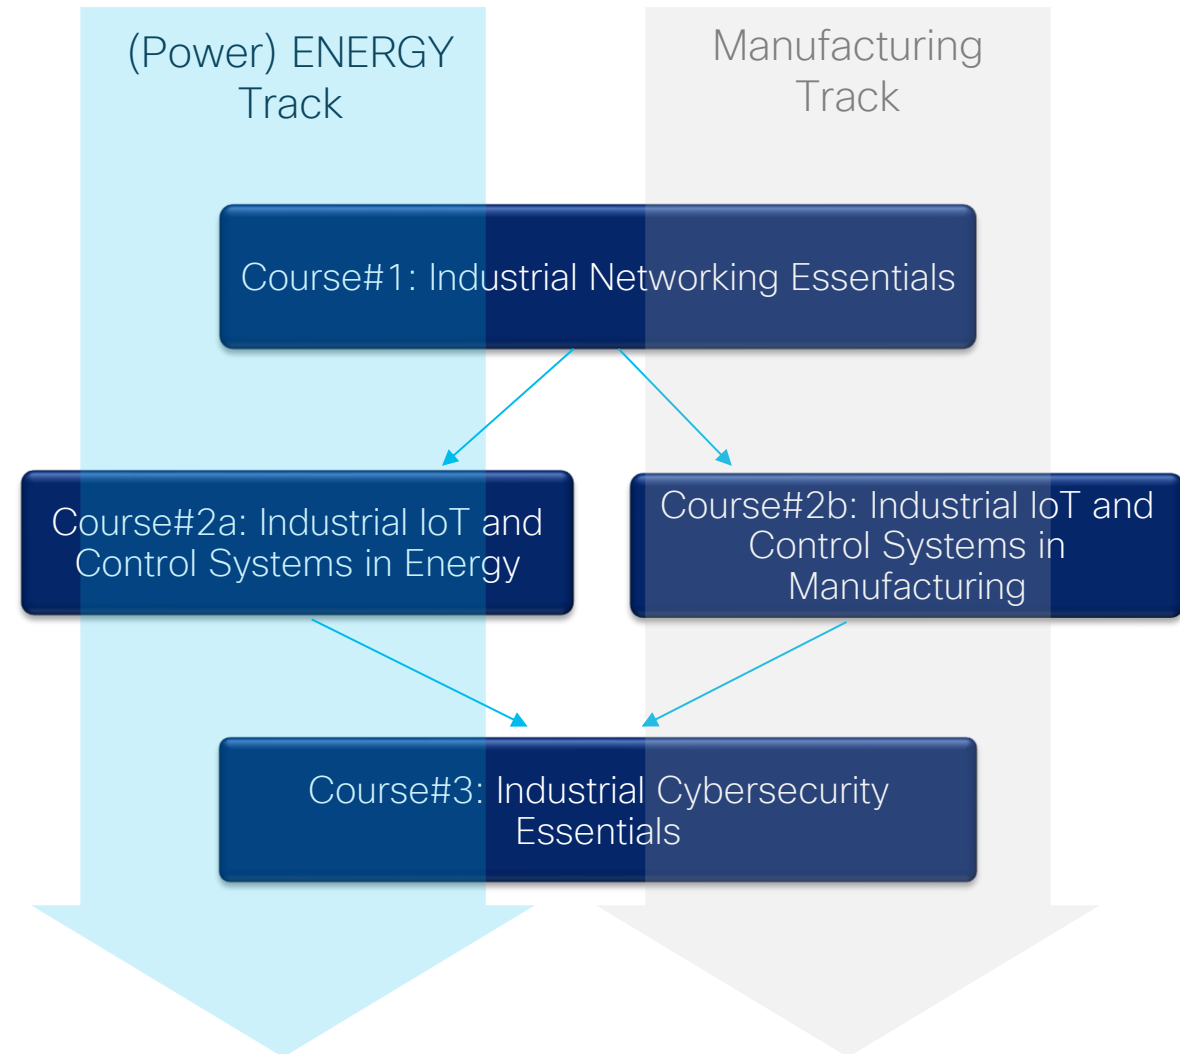 (Power) ENERGY
Track
Manufacturing
Track
Course#1: Industrial Networking Essentials
Course#2a: Industrial IoT and
Control Systems in Energy
Course#2b: Industrial IoT and
Control Systems in
Manufacturing
Course#3: Industrial Cybersecurity
Essentials